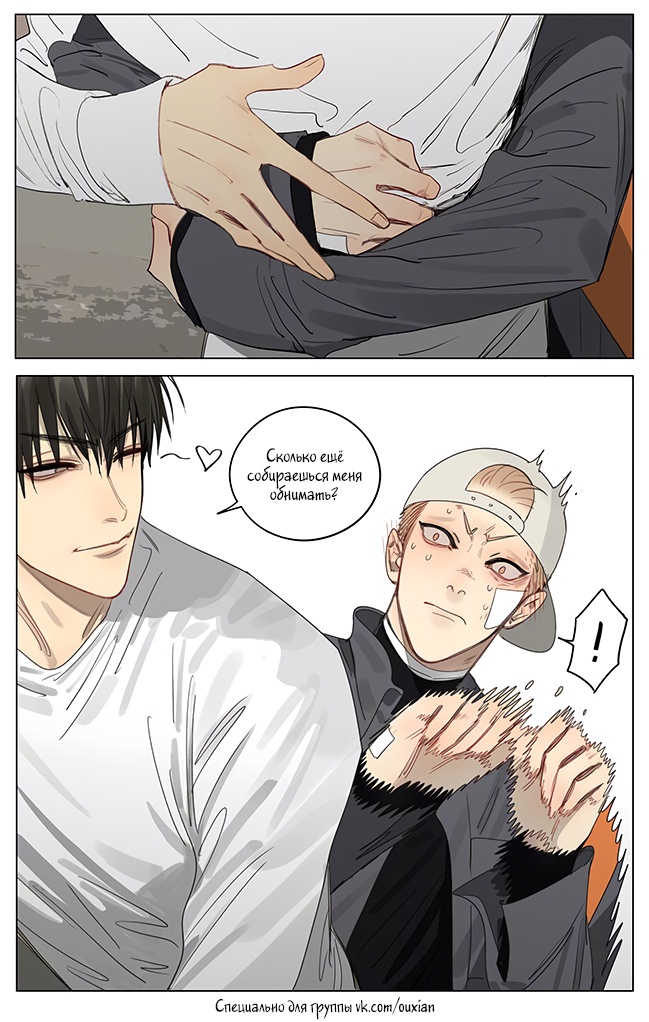 Сколько ещё
собираешься меня
обнимать?
!
Специально для группы vk.com/ouxian